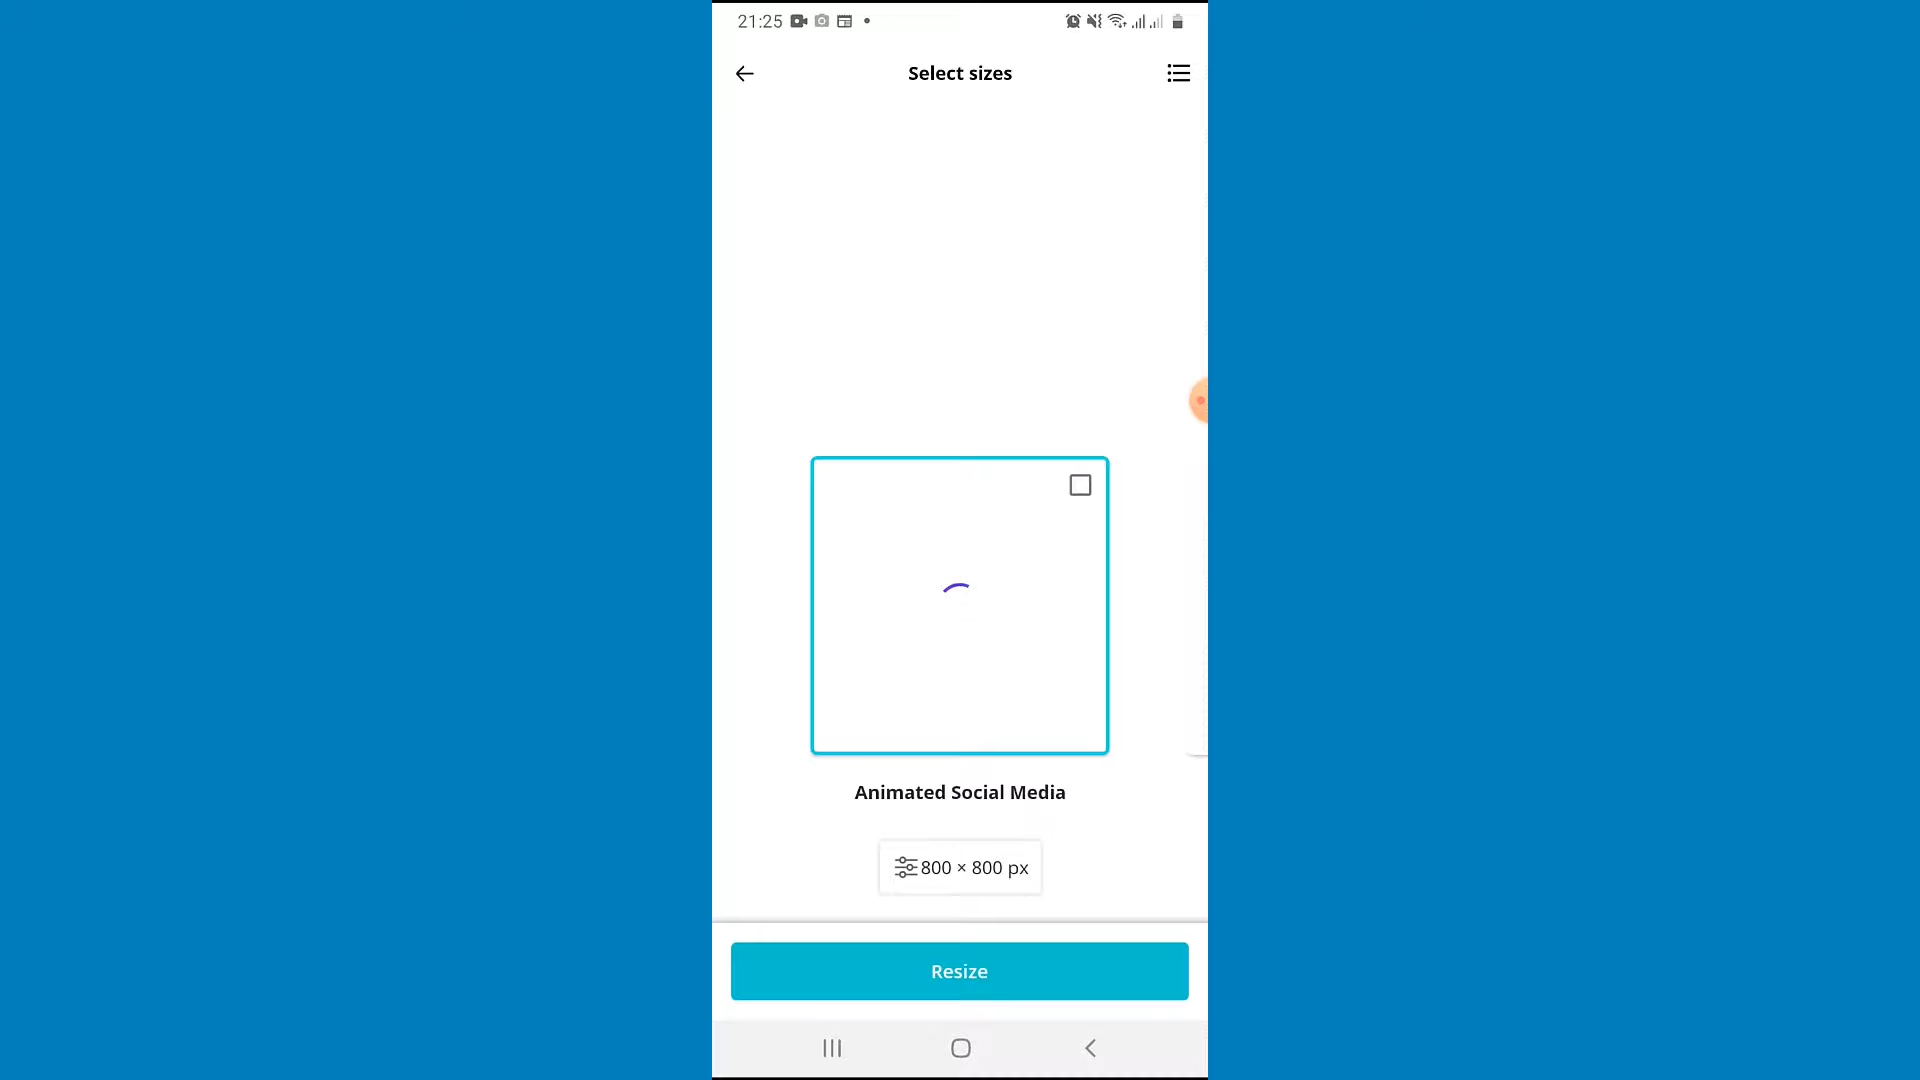 21:25
Select sizes
Animated Social Media
800 × 800 px
Resize